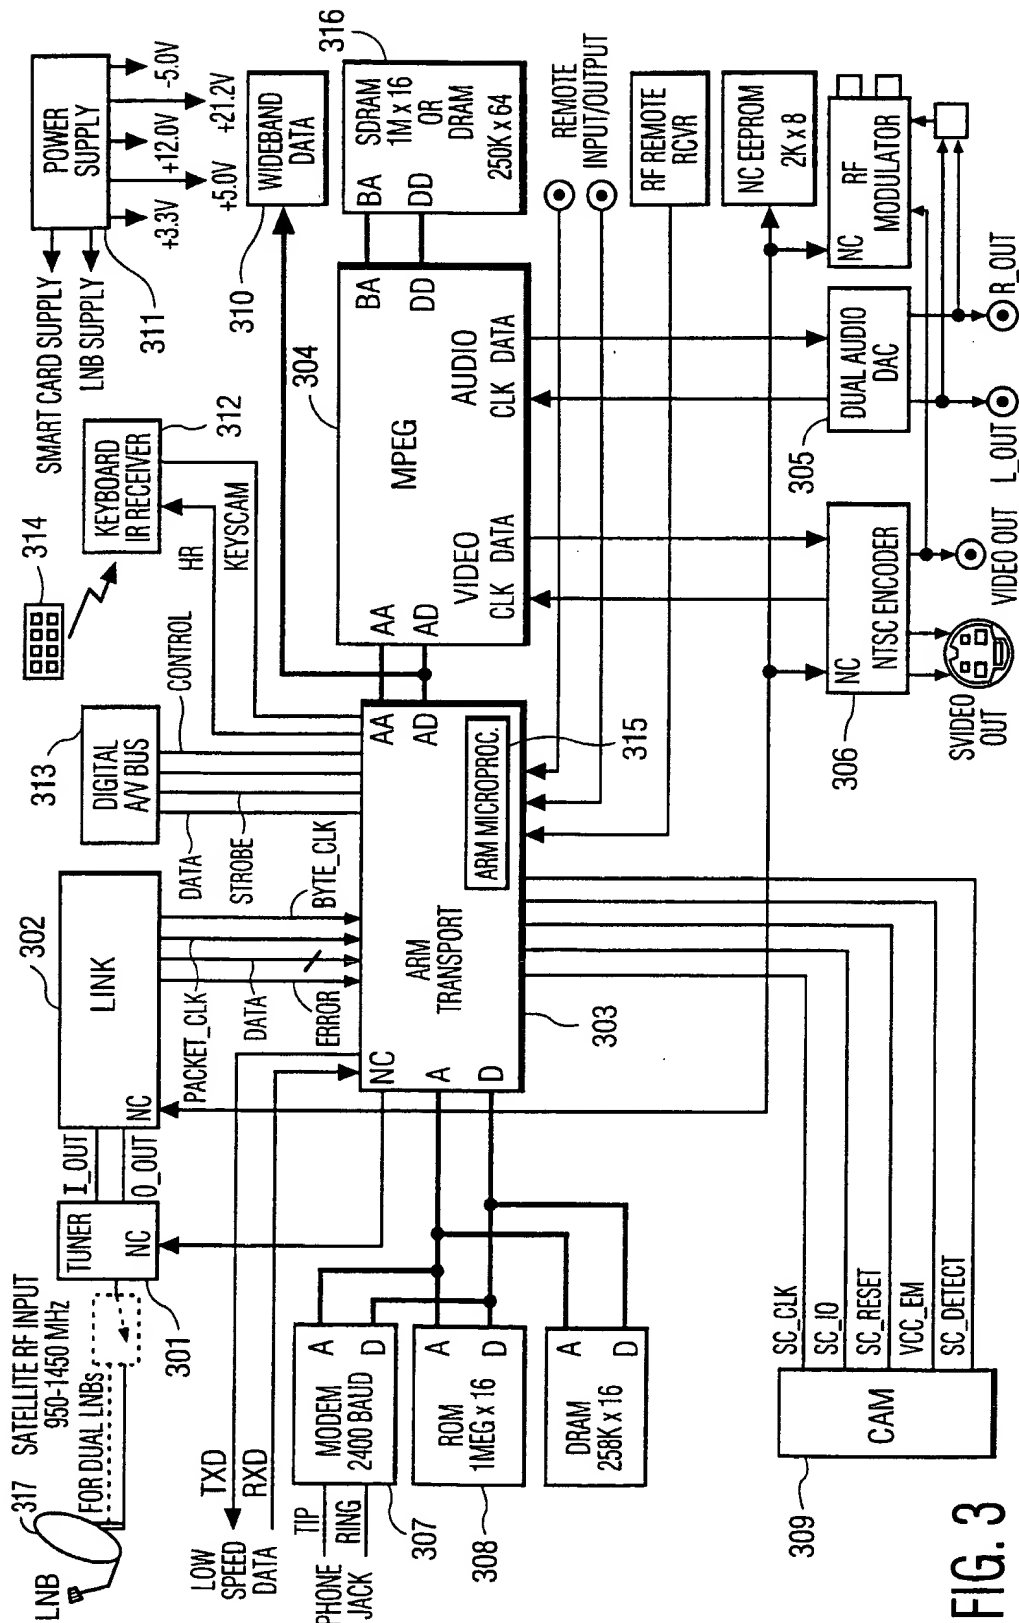 LNB
317
SATELLITE RF INPUT
950-1450 MHz
FOR DUAL LNBs
301
TUNER
NC
I_OUT
O_OUT
302
LINK
NC
PACKET_CLK
DATA
ERROR
BYTE_CLK
313
DIGITAL
A/V BUS
DATA
STROBE
CONTROL
314
KEYBOARD
IR RECEIVER
312
HR
KEYSCAM
SMART CARD SUPPLY
LNB SUPPLY
311
POWER
SUPPLY
+3.3V
+5.0V
+12.0V
+21.2V
-5.0V
310
WIDEBAND
DATA
316
SDRAM
1M x 16
OR
DRAM
250K x 64
BA
DD
LOW
SPEED
DATA
TXD
RXD
NC
A
D
ARM
TRANSPORT
303
AA
AD
ARM MICROPROC.
315
304
AA
AD
MPEG
BA
DD
VIDEO
CLK DATA
AUDIO
CLK DATA
REMOTE
INPUT/OUTPUT
RF REMOTE
RCVR
NC EEPROM
2K x 8
PHONE
JACK
TIP
RING
MODEM
2400 BAUD
A
D
307
ROM
1MEG x 16
A
D
308
DRAM
258K x 16
A
D
309
CAM
SC_CLK
SC_IO
SC_RESET
VCC_EM
SC_DETECT
306
NC
NTSC ENCODER
SVIDEO
OUT
VIDEO OUT
305
DUAL AUDIO
DAC
L_OUT
R_OUT
NC
RF
MODULATOR
FIG. 3